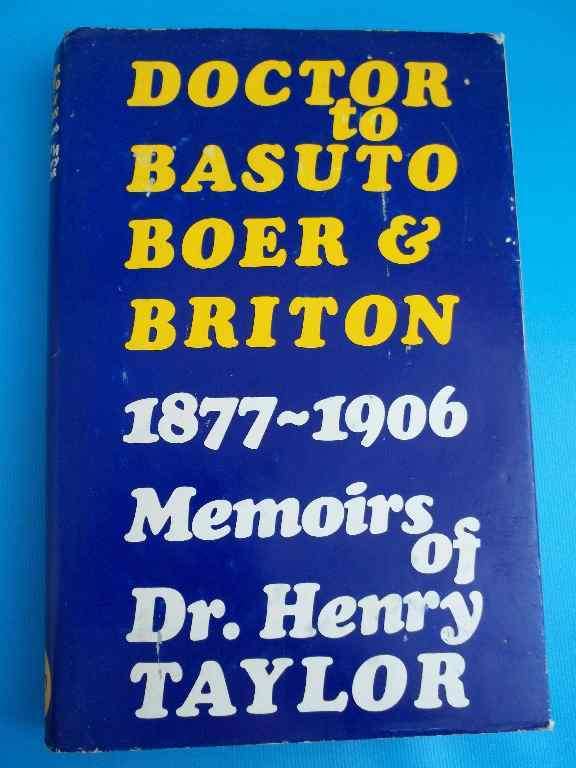 DOCTOR
to
BASUTO
BOER &
BRITON
1877~1906
Memoirs
of
Dr. Henry
TAYLOR